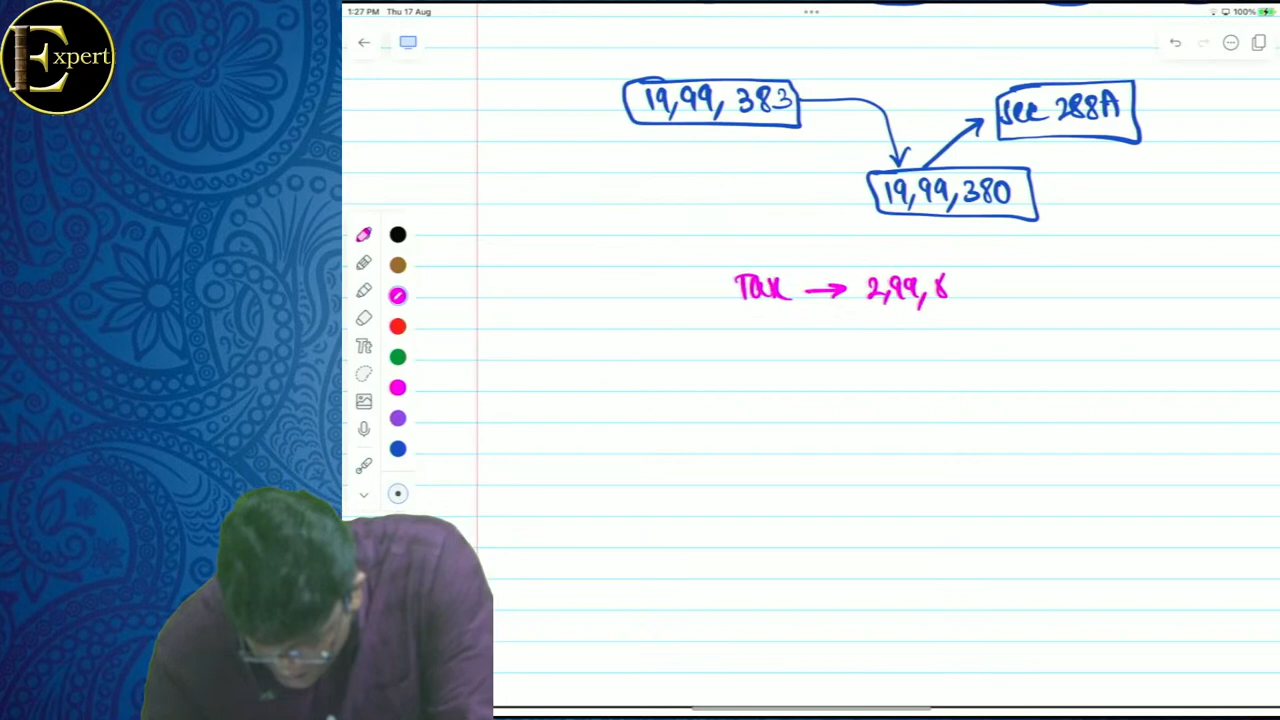 Expert
1:27 PM Thu 17 Aug
100%
19,99, 383
Sec 288A
19,99,380
Tax → 2,99, 8
Tt